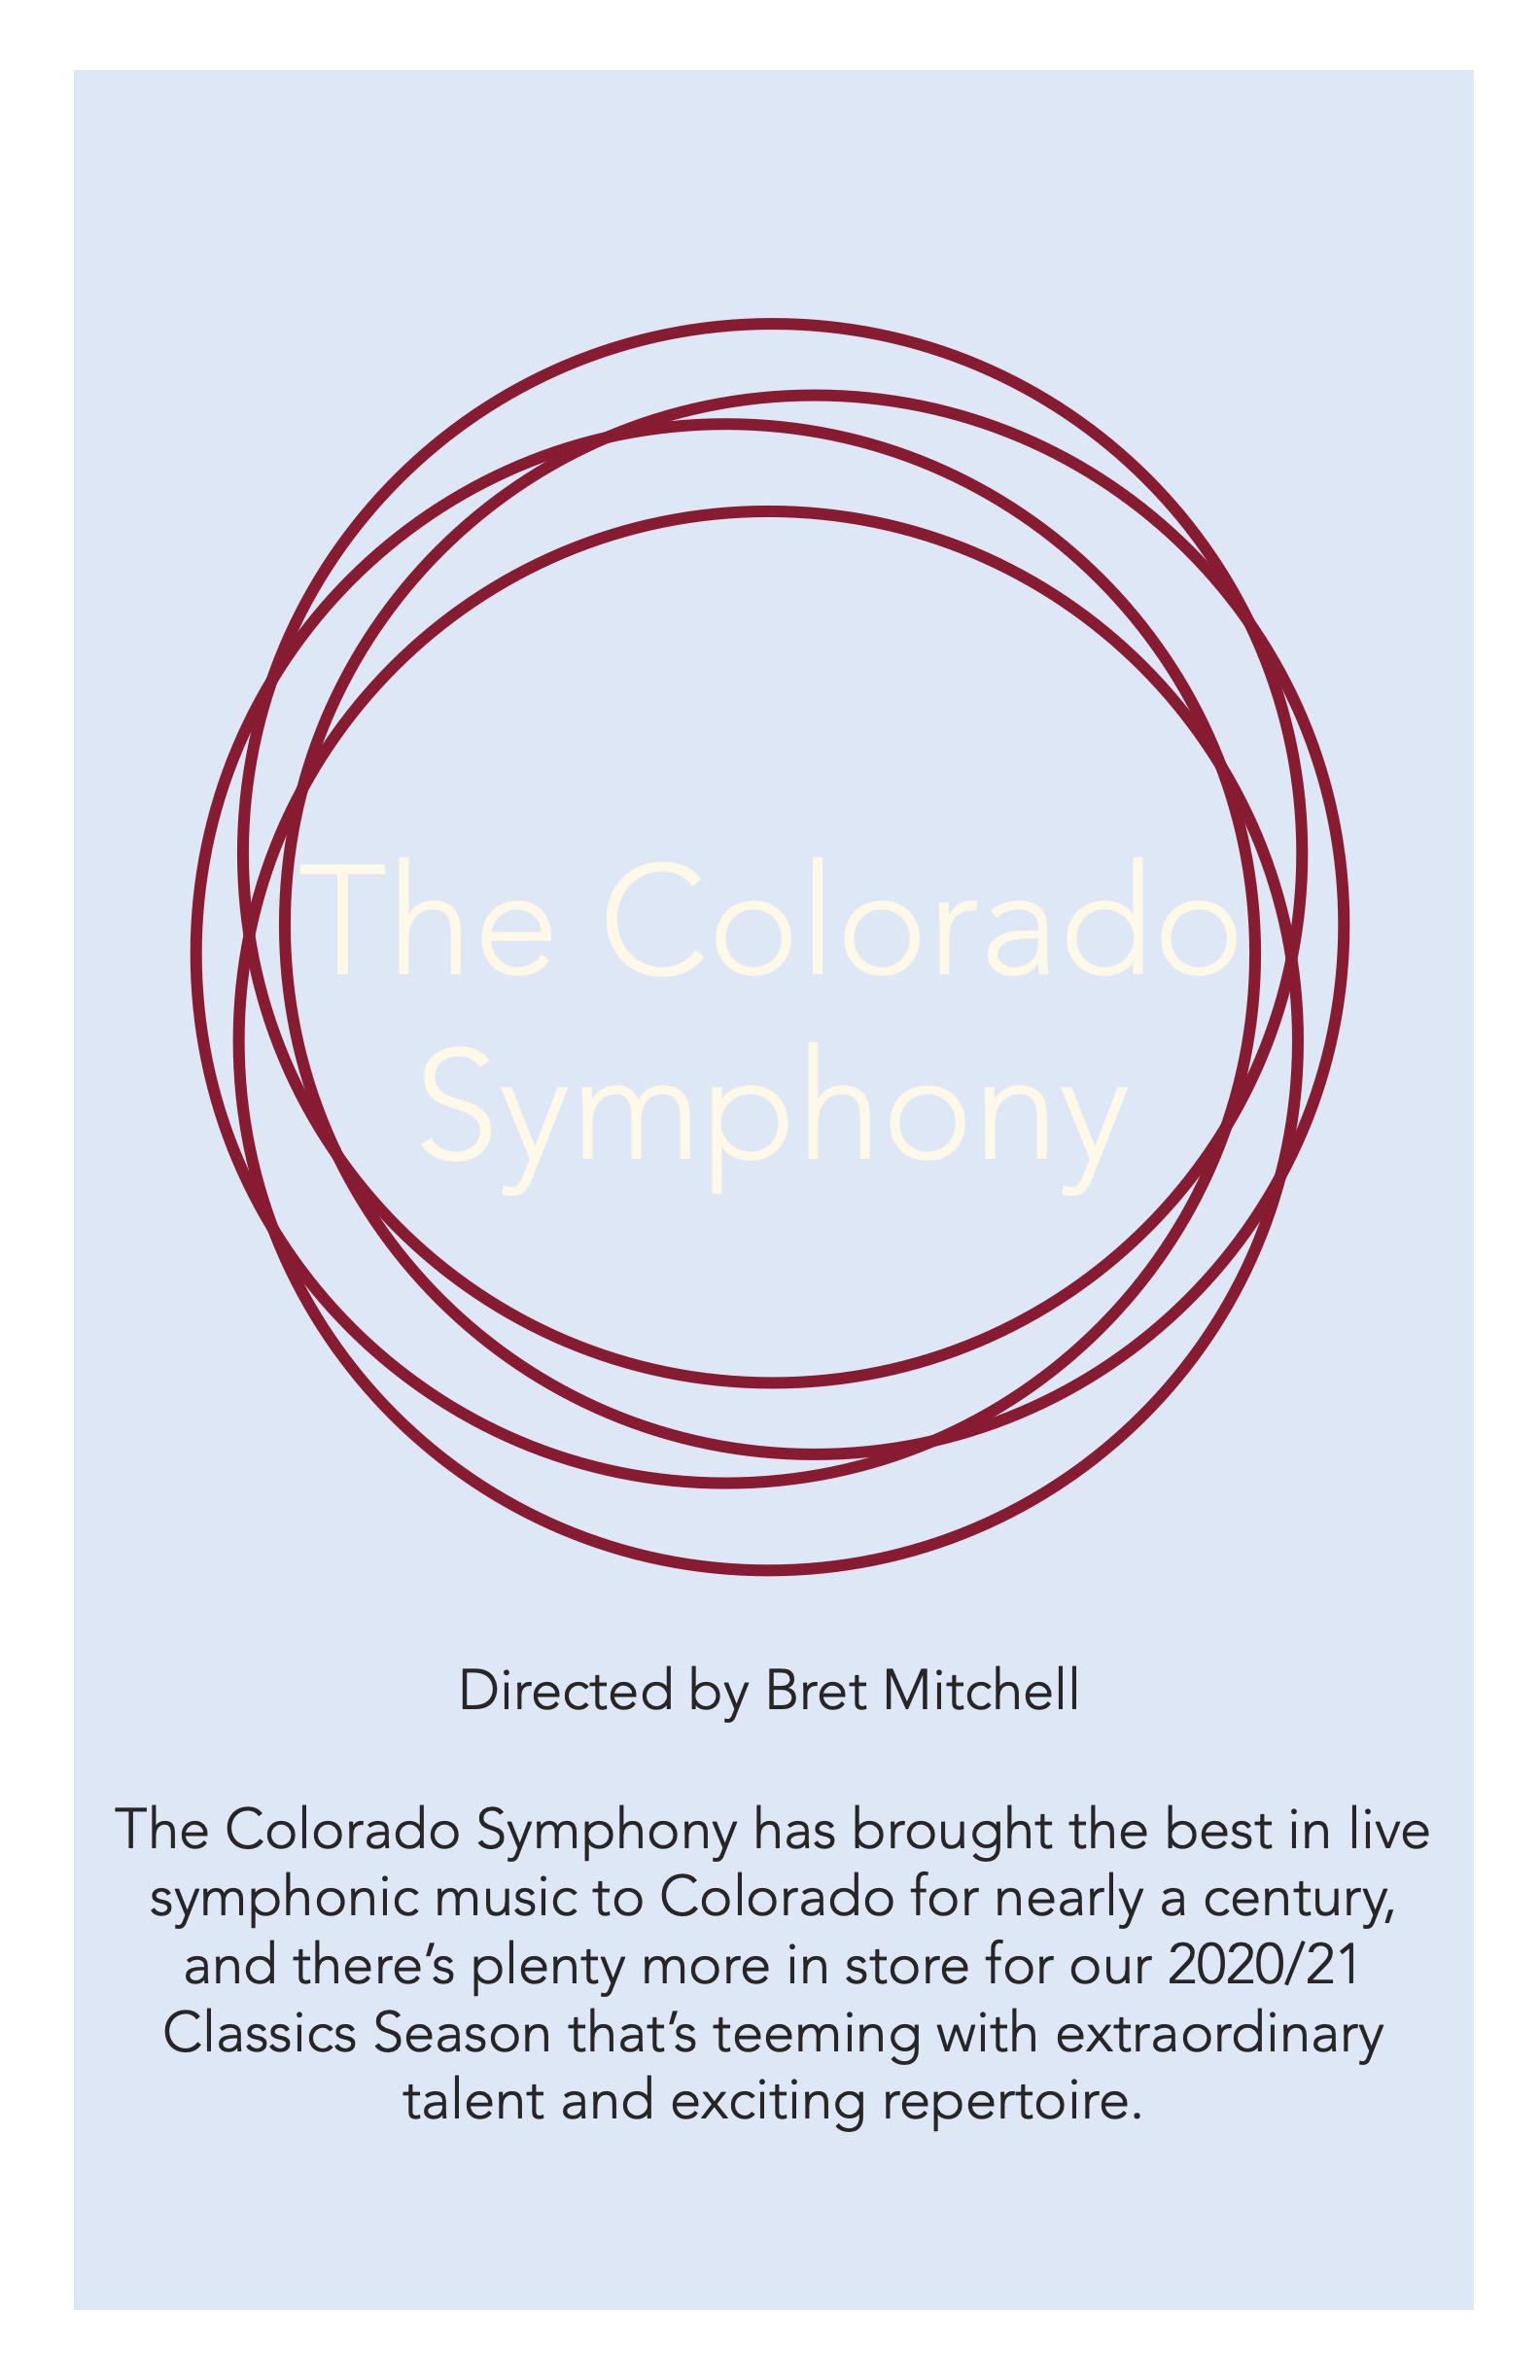 The Colorado
Symphony
Directed by Bret Mitchell
The Colorado Symphony has brought the best in live
symphonic music to Colorado for nearly a century,
and there’s plenty more in store for our 2020/21
Classics Season that’s teeming with extraordinary
talent and exciting repertoire.